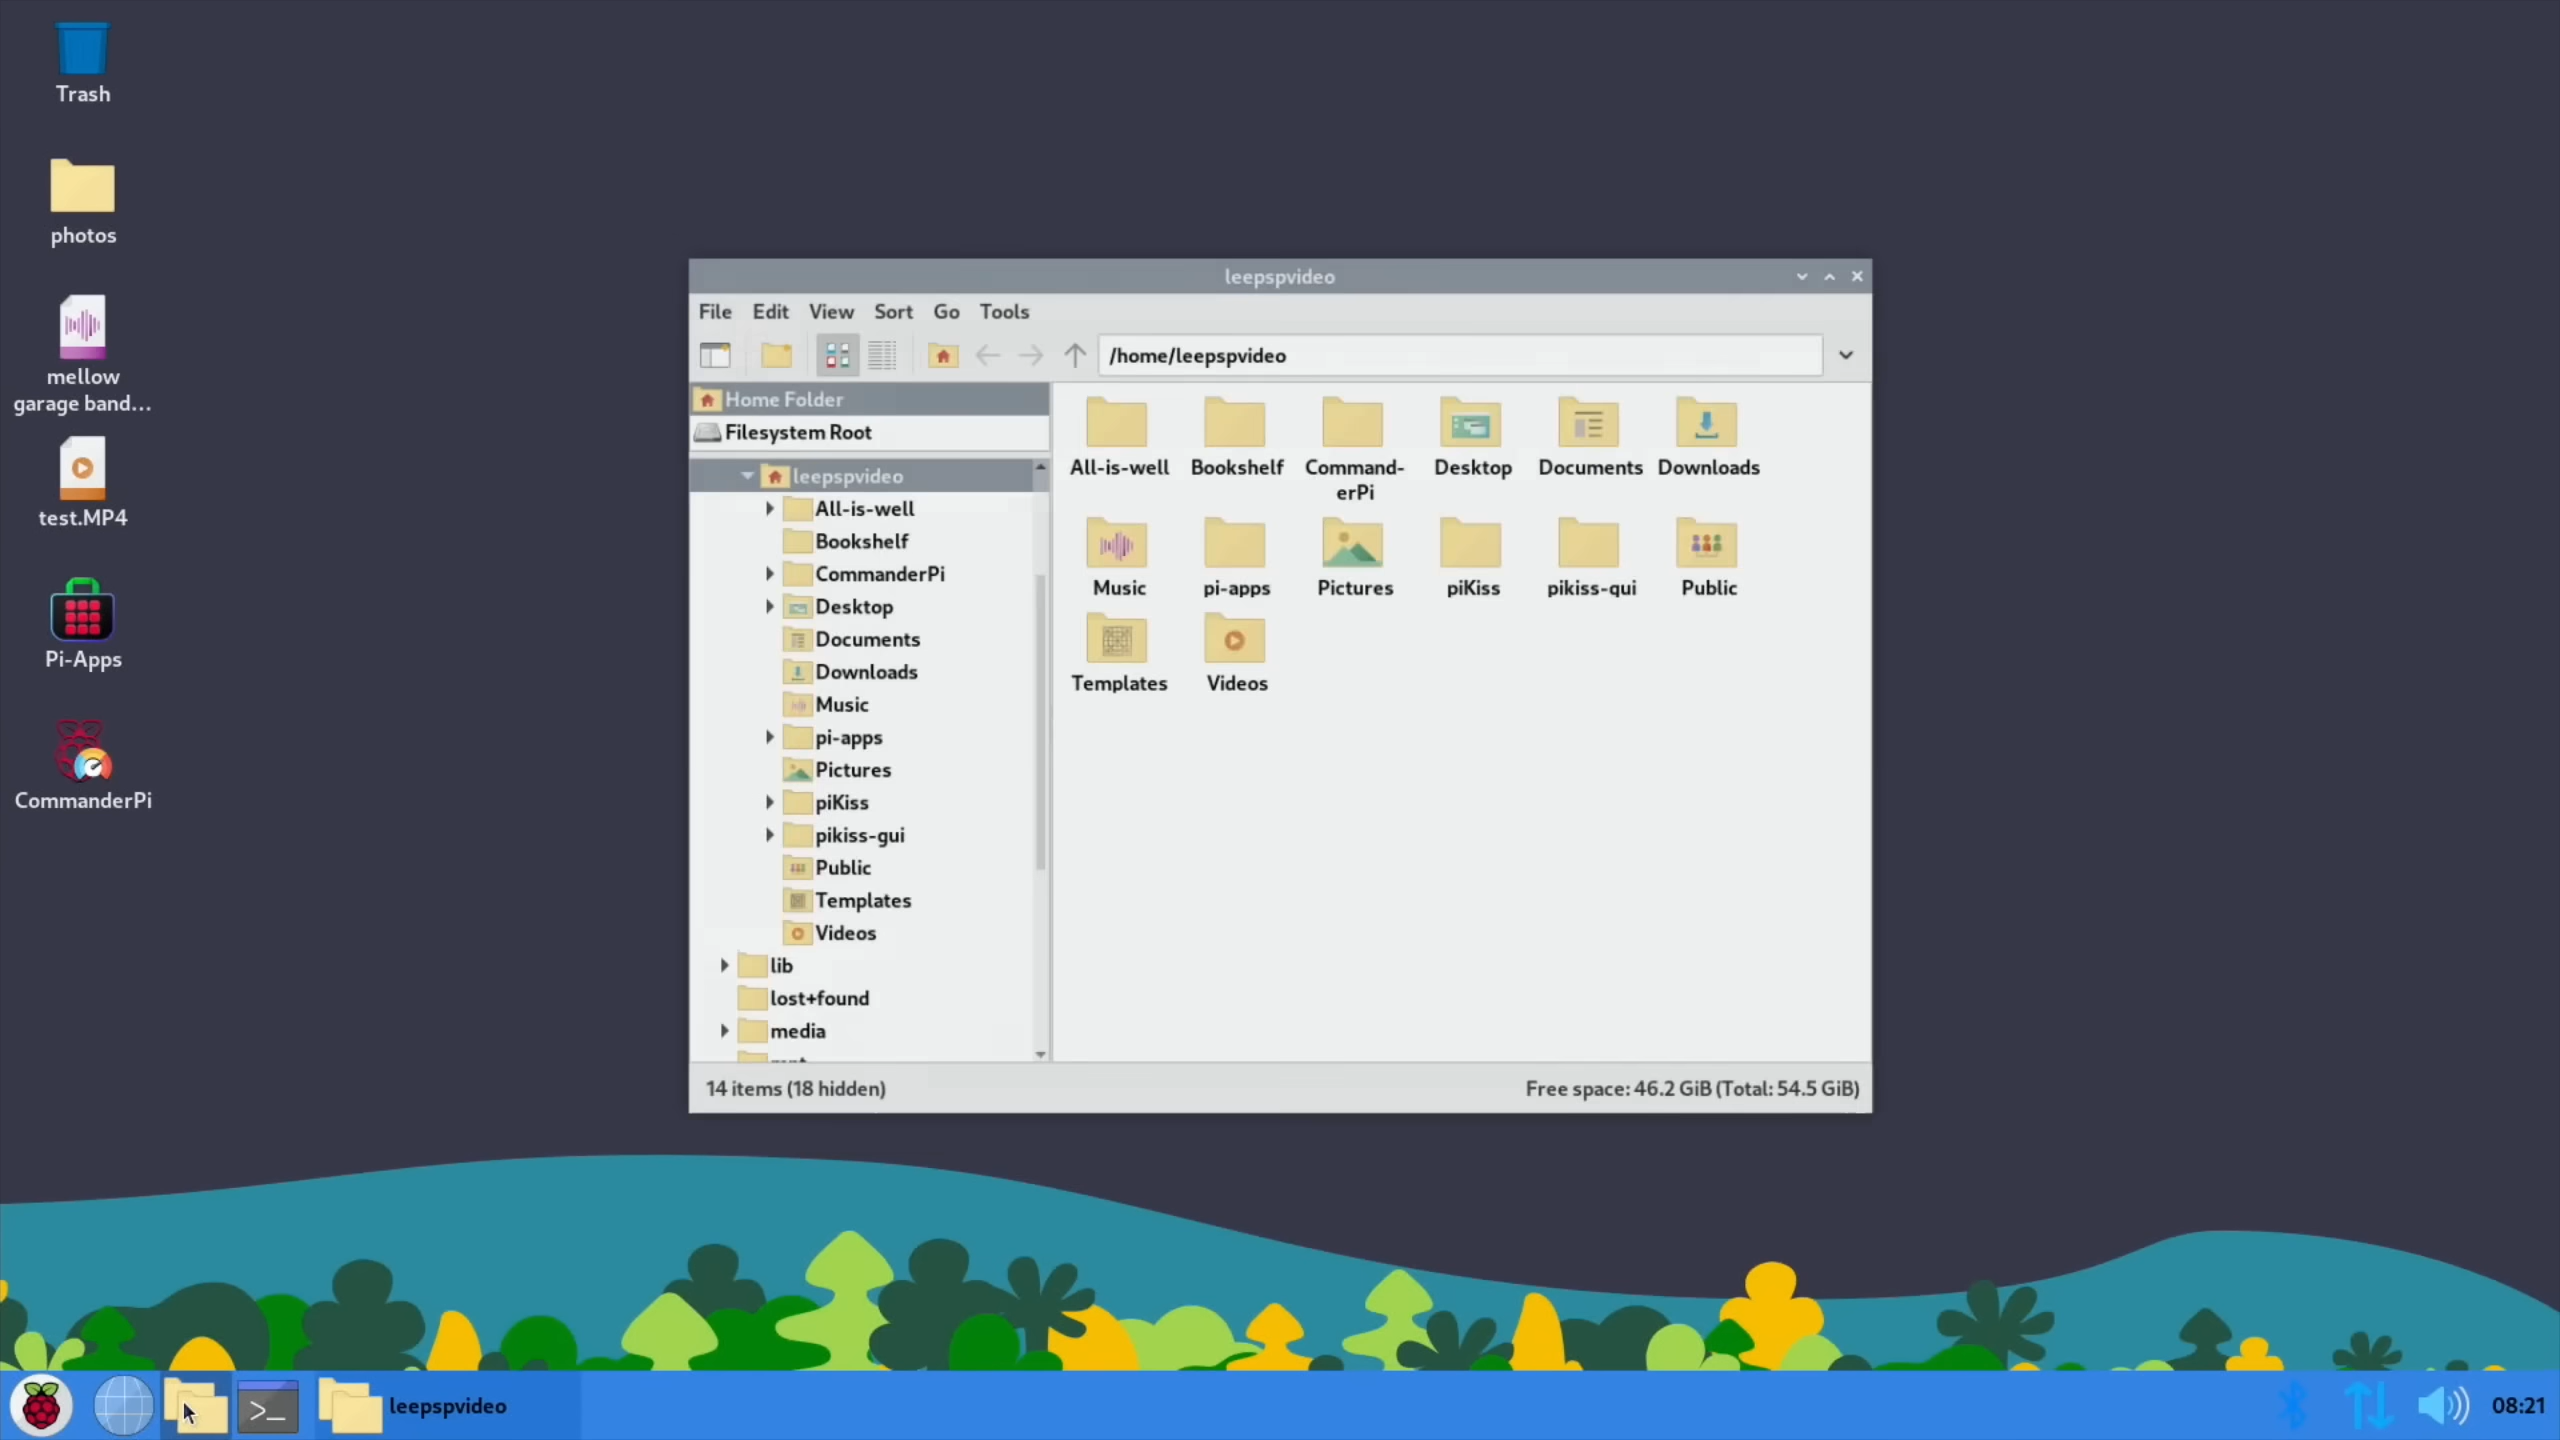 Trash
photos
mellow
garage band...
test.MP4
Pi-Apps
CommanderPi
leepspvideo
File Edit View Sort Go Tools
/home/leepspvideo
Home Folder
Filesystem Root
leepspvideo
All-is-well
Bookshelf
CommanderPi
Desktop
Documents
Downloads
Music
pi-apps
Pictures
piKiss
pikiss-gui
Public
Templates
Videos
lib
lost+found
media
All-is-well
Bookshelf
Command-
erPi
Desktop
Documents
Downloads
Music
pi-apps
Pictures
piKiss
pikiss-gui
Public
Templates
Videos
14 items (18 hidden)
Free space: 46.2 GiB (Total: 54.5 GiB)
>_
leepspvideo
08:21